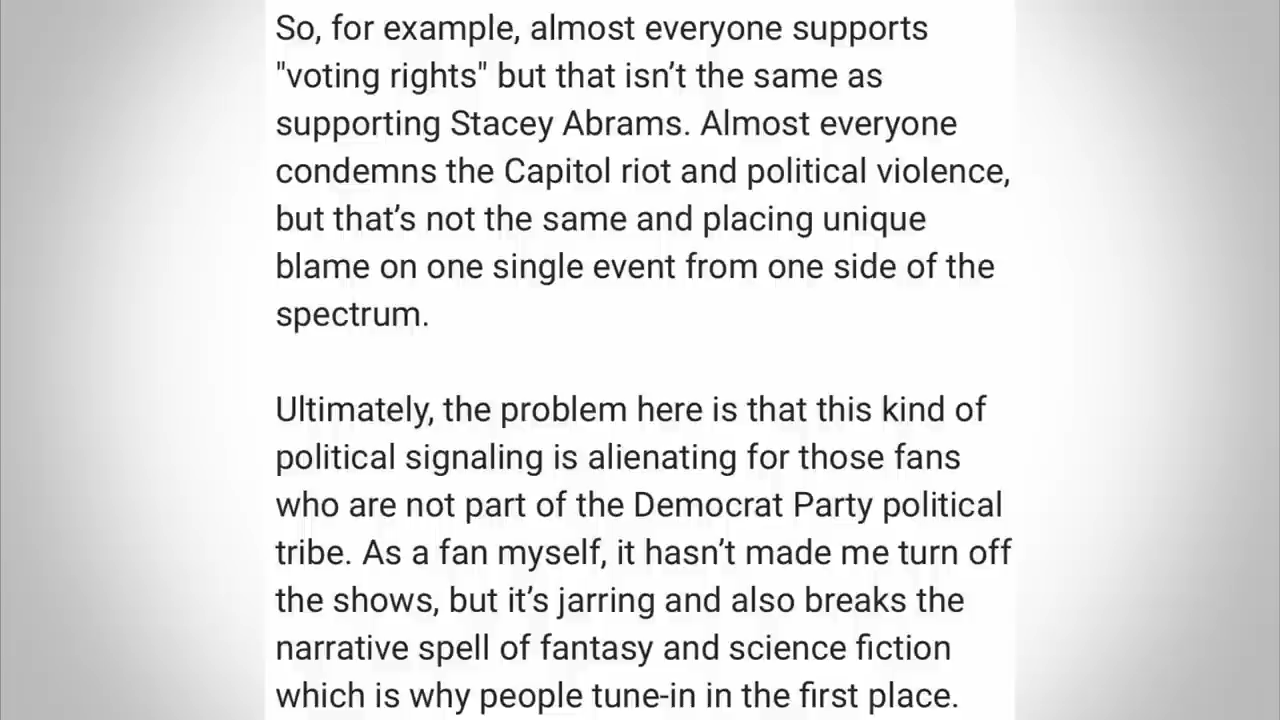 So, for example, almost everyone supports
"voting rights" but that isn’t the same as
supporting Stacey Abrams. Almost everyone
condemns the Capitol riot and political violence,
but that’s not the same and placing unique
blame on one single event from one side of the
spectrum.
Ultimately, the problem here is that this kind of
political signaling is alienating for those fans
who are not part of the Democrat Party political
tribe. As a fan myself, it hasn’t made me turn off
the shows, but it’s jarring and also breaks the
narrative spell of fantasy and science fiction
which is why people tune-in in the first place.